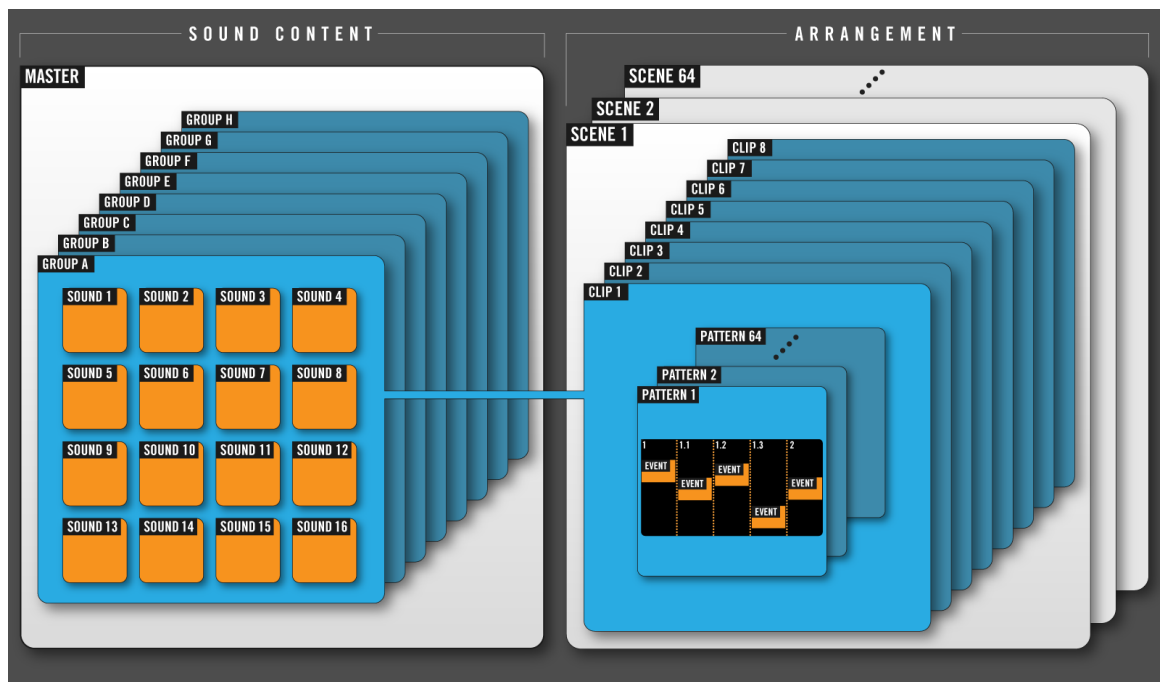 SOUND CONTENT
MASTER
GROUP H
GROUP G
GROUP F
GROUP E
GROUP D
GROUP C
GROUP B
GROUP A
SOUND 1 SOUND 2 SOUND 3 SOUND 4
SOUND 5 SOUND 6 SOUND 7 SOUND 8
SOUND 9 SOUND 10 SOUND 11 SOUND 12
SOUND 13 SOUND 14 SOUND 15 SOUND 16
ARRANGEMENT
SCENE 64
SCENE 2
SCENE 1
CLIP 8
CLIP 7
CLIP 6
CLIP 5
CLIP 4
CLIP 3
CLIP 2
CLIP 1
PATTERN 64
PATTERN 2
PATTERN 1
1 1.1 1.2 1.3 2
EVENT EVENT EVENT EVENT EVENT